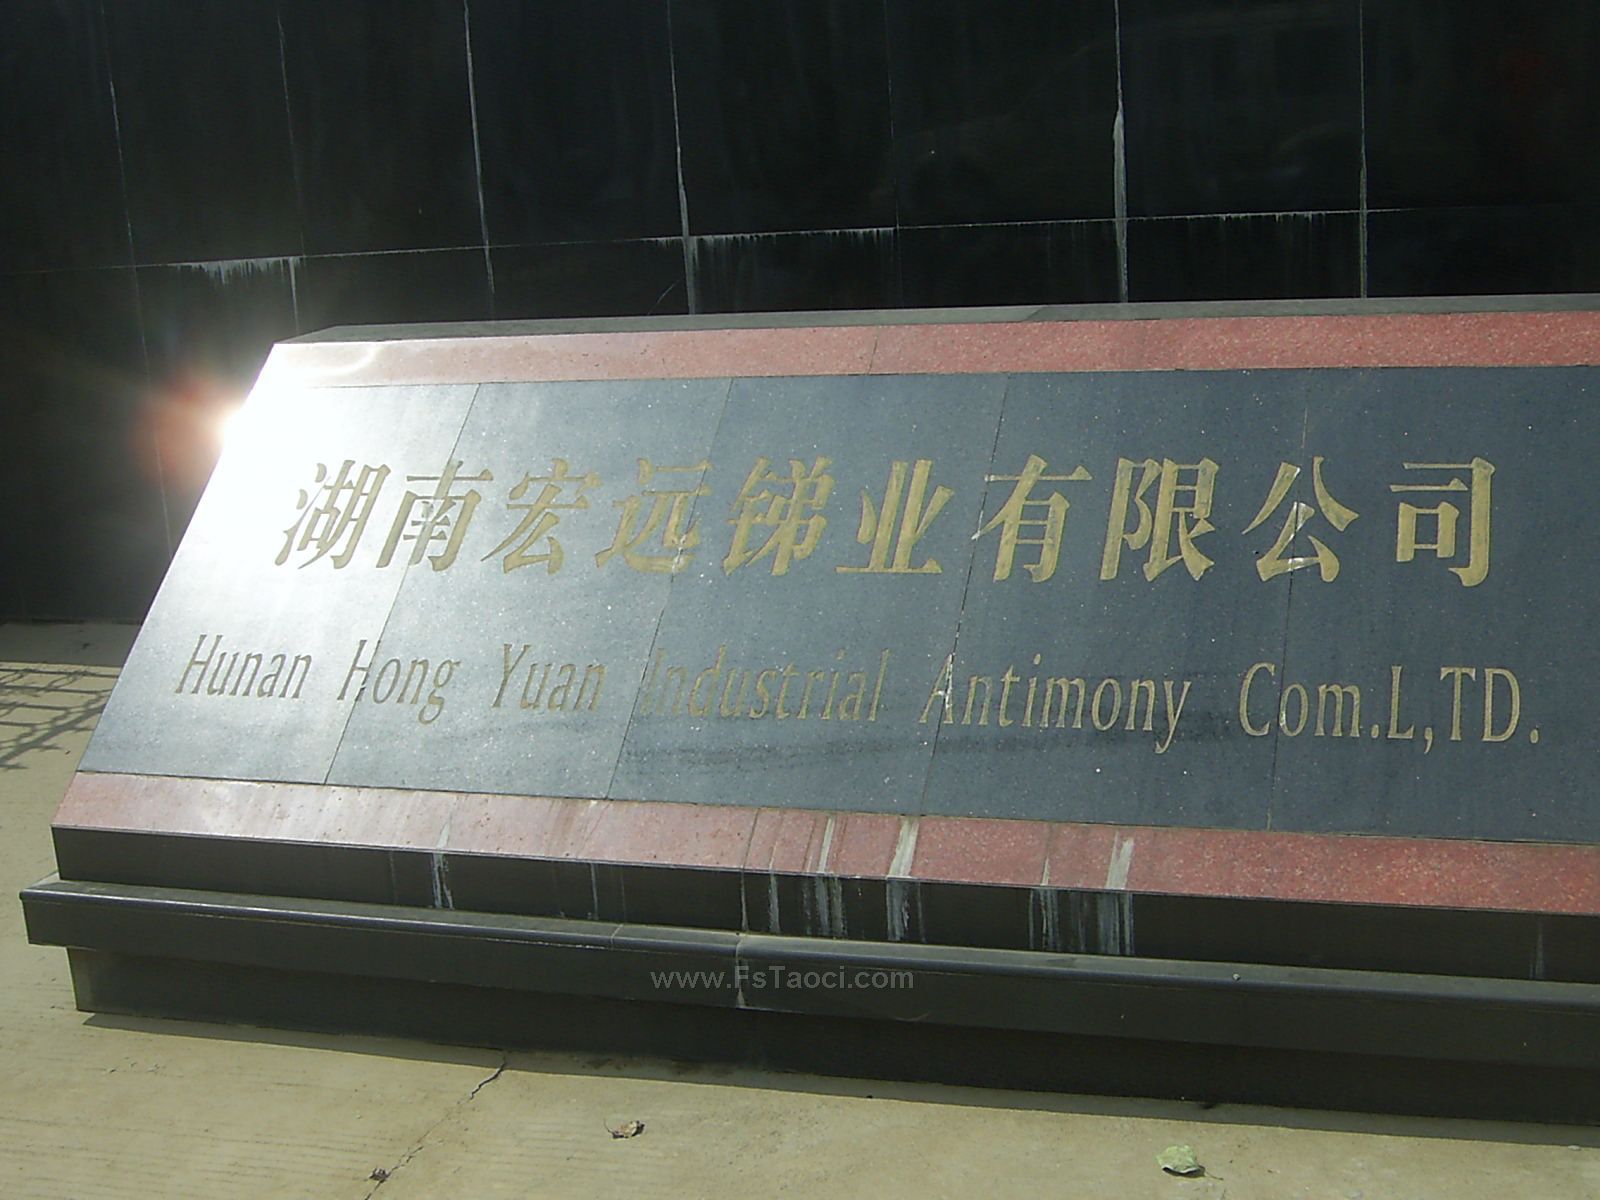 湖南宏远锑业有限公司
Hunan Hong Yuan Industrial Antimony Com.L,TD.
www.FsTaoci.com